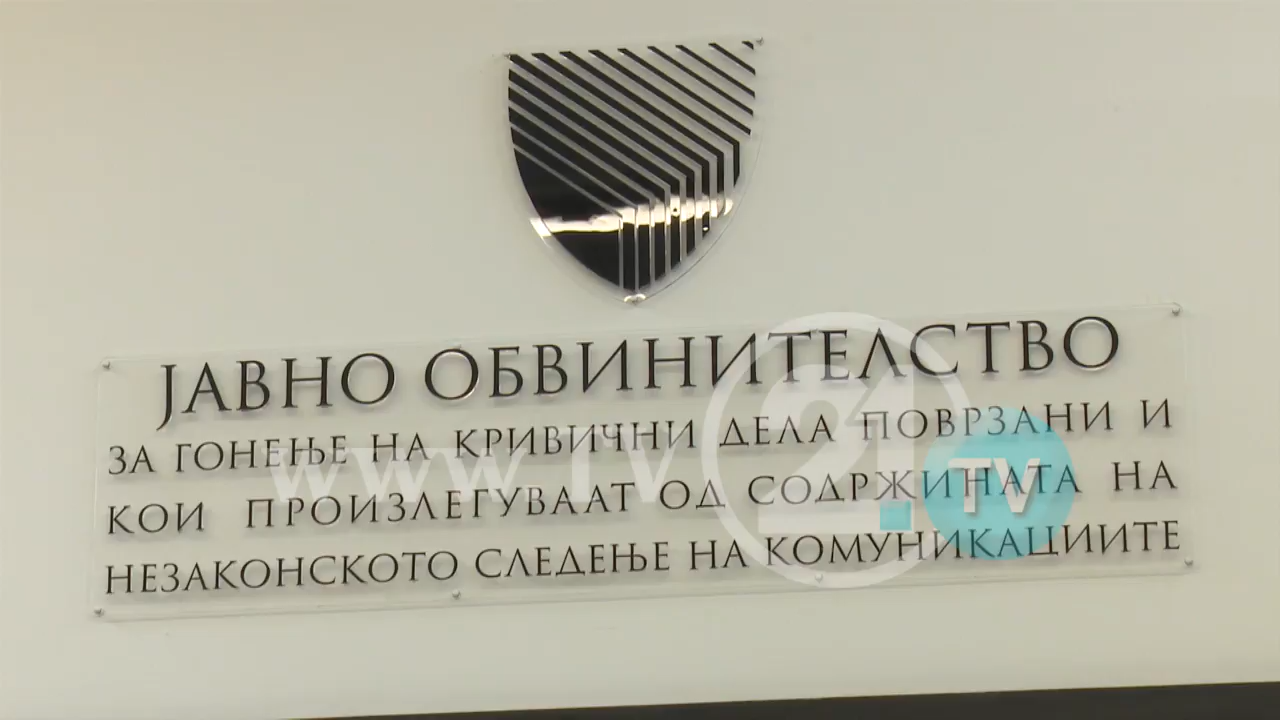 ЈАВНО ОБВИНИТЕЛСТВО
ЗА ГОНЕЊЕ НА КРИВИЧНИ ДЕЛА ПОВРЗАНИ И
КОИ ПРОИЗЛЕГУВААТ ОД СОДРЖИНАТА НА
НЕЗАКОНСКОТО СЛЕДЕЊЕ НА КОМУНИКАЦИИТЕ
www.tv21
TV